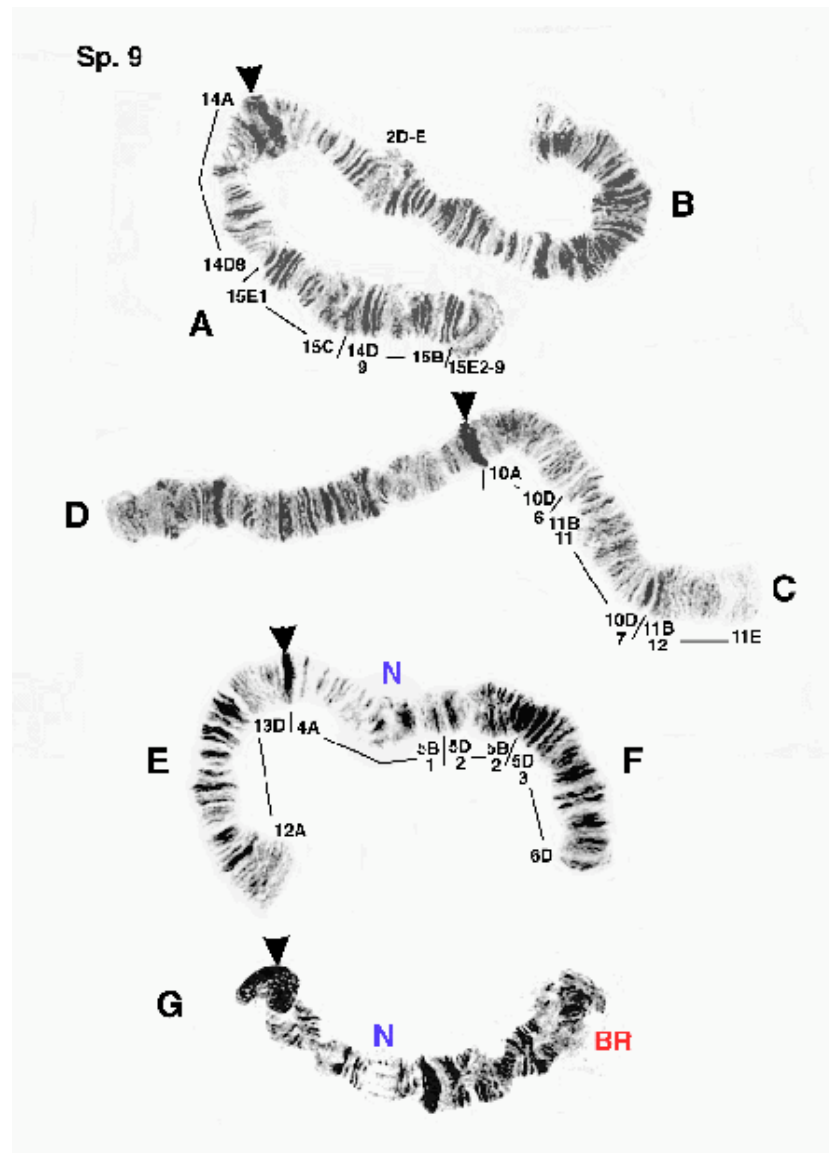 Sp. 9
14A
2D-E
B
14D8
15E1
A
15C / 14D 9 — 15B / 15E2-9
10A
D
10D 6 / 11B 11
C
10D 7 / 11B 12 — 11E
N
13D | 4A
E
5B 1 | 5D 2 — 5B 2 / 5D 3
F
12A
6D
G
N
BR